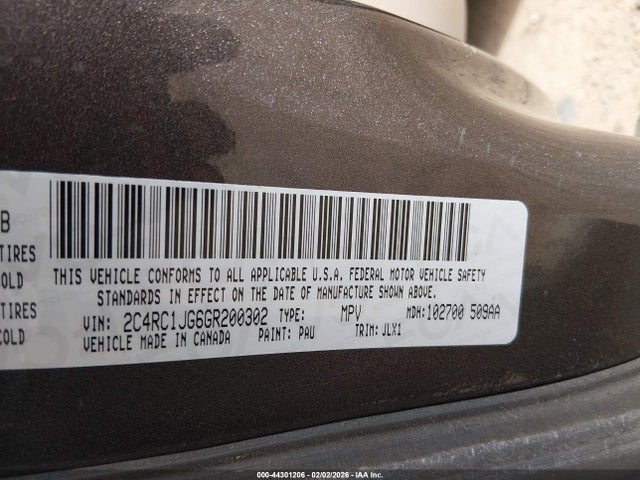 B
TIRES
COLD
TIRES
COLD
THIS VEHICLE CONFORMS TO ALL APPLICABLE U.S.A. FEDERAL MOTOR VEHICLE SAFETY
STANDARDS IN EFFECT ON THE DATE OF MANUFACTURE SHOWN ABOVE.
VIN: 2C4RC1JG6GR200302 TYPE: MPV MDH:102700 509AA
VEHICLE MADE IN CANADA PAINT: PAU TRIM: JLX1
000-44301206 - 02/02/2026 - IAA Inc.